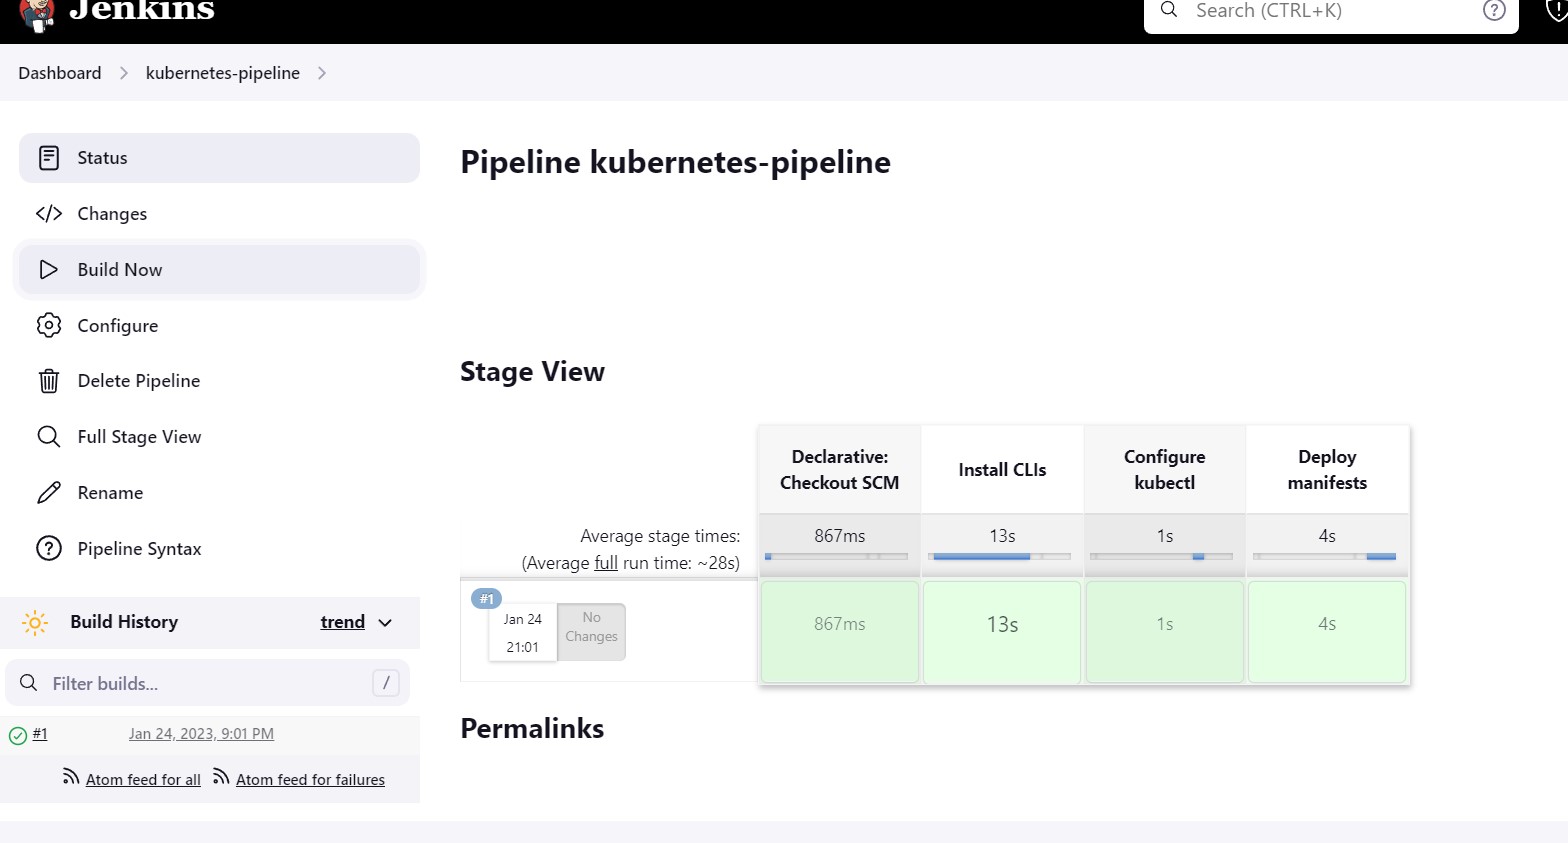 Jenkins
Search (CTRL+K)
Dashboard
kubernetes-pipeline
Status
Changes
Build Now
Configure
Delete Pipeline
Full Stage View
Rename
Pipeline Syntax
Build History
trend
Filter builds...
/
#1
Jan 24, 2023, 9:01 PM
Atom feed for all
Atom feed for failures
Pipeline kubernetes-pipeline
Stage View
Declarative:
Checkout SCM
Install CLIs
Configure
kubectl
Deploy
manifests
Average stage times:
(Average full run time: ~28s)
867ms
13s
1s
4s
#1
Jan 24
21:01
No
Changes
867ms
13s
1s
4s
Permalinks